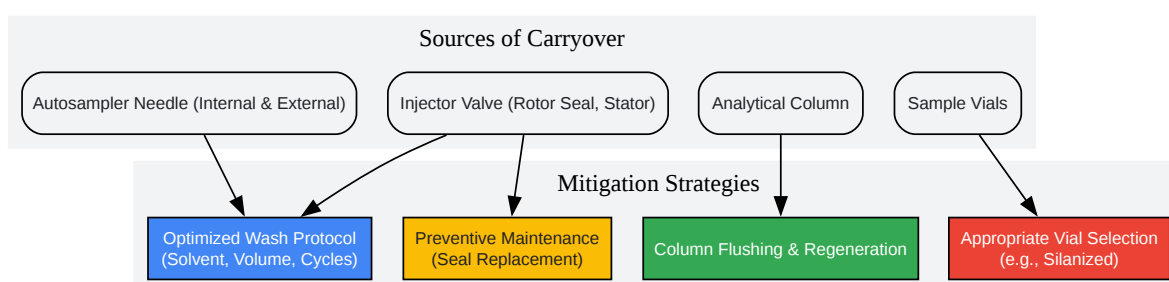 Sources of Carryover
Autosampler Needle (Internal & External)
Injector Valve (Rotor Seal, Stator)
Analytical Column
Sample Vials
Mitigation Strategies
Optimized Wash Protocol
(Solvent, Volume, Cycles)
Preventive Maintenance
(Seal Replacement)
Column Flushing & Regeneration
Appropriate Vial Selection
(e.g., Silanized)